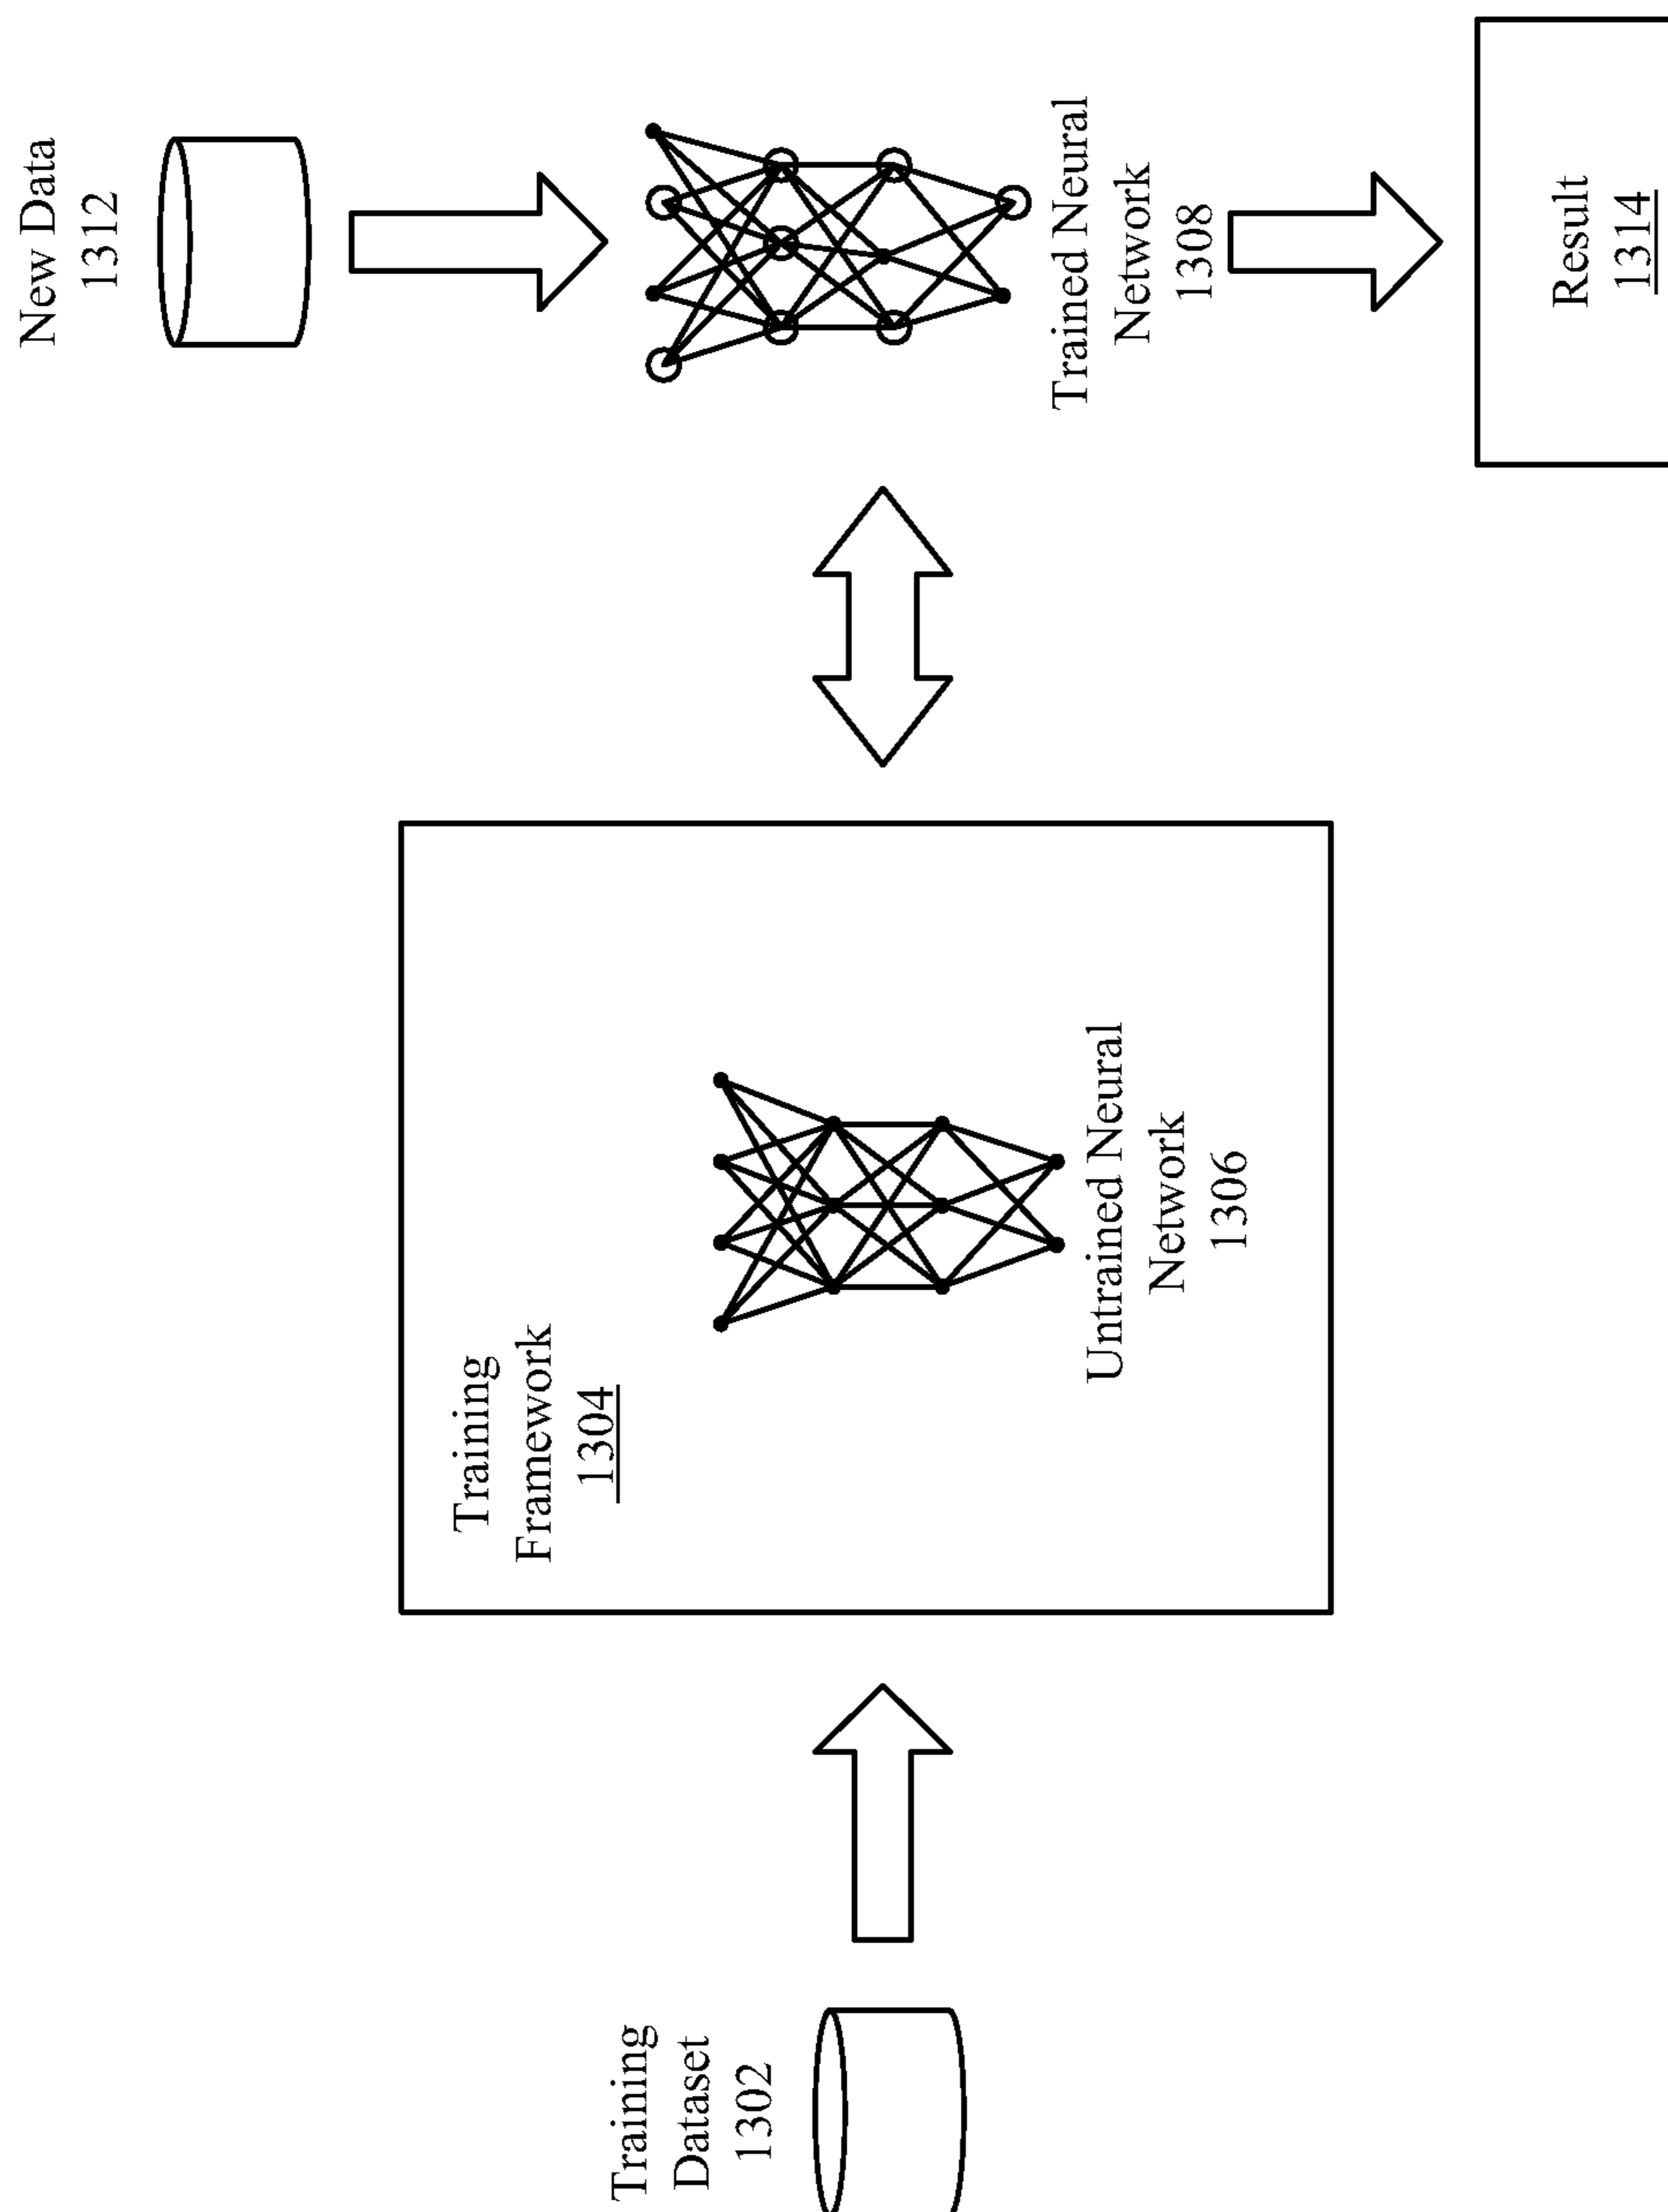 Training
Dataset
1302
Training
Framework
1304
Untrained Neural
Network
1306
New Data
1312
Trained Neural
Network
1308
Result
1314